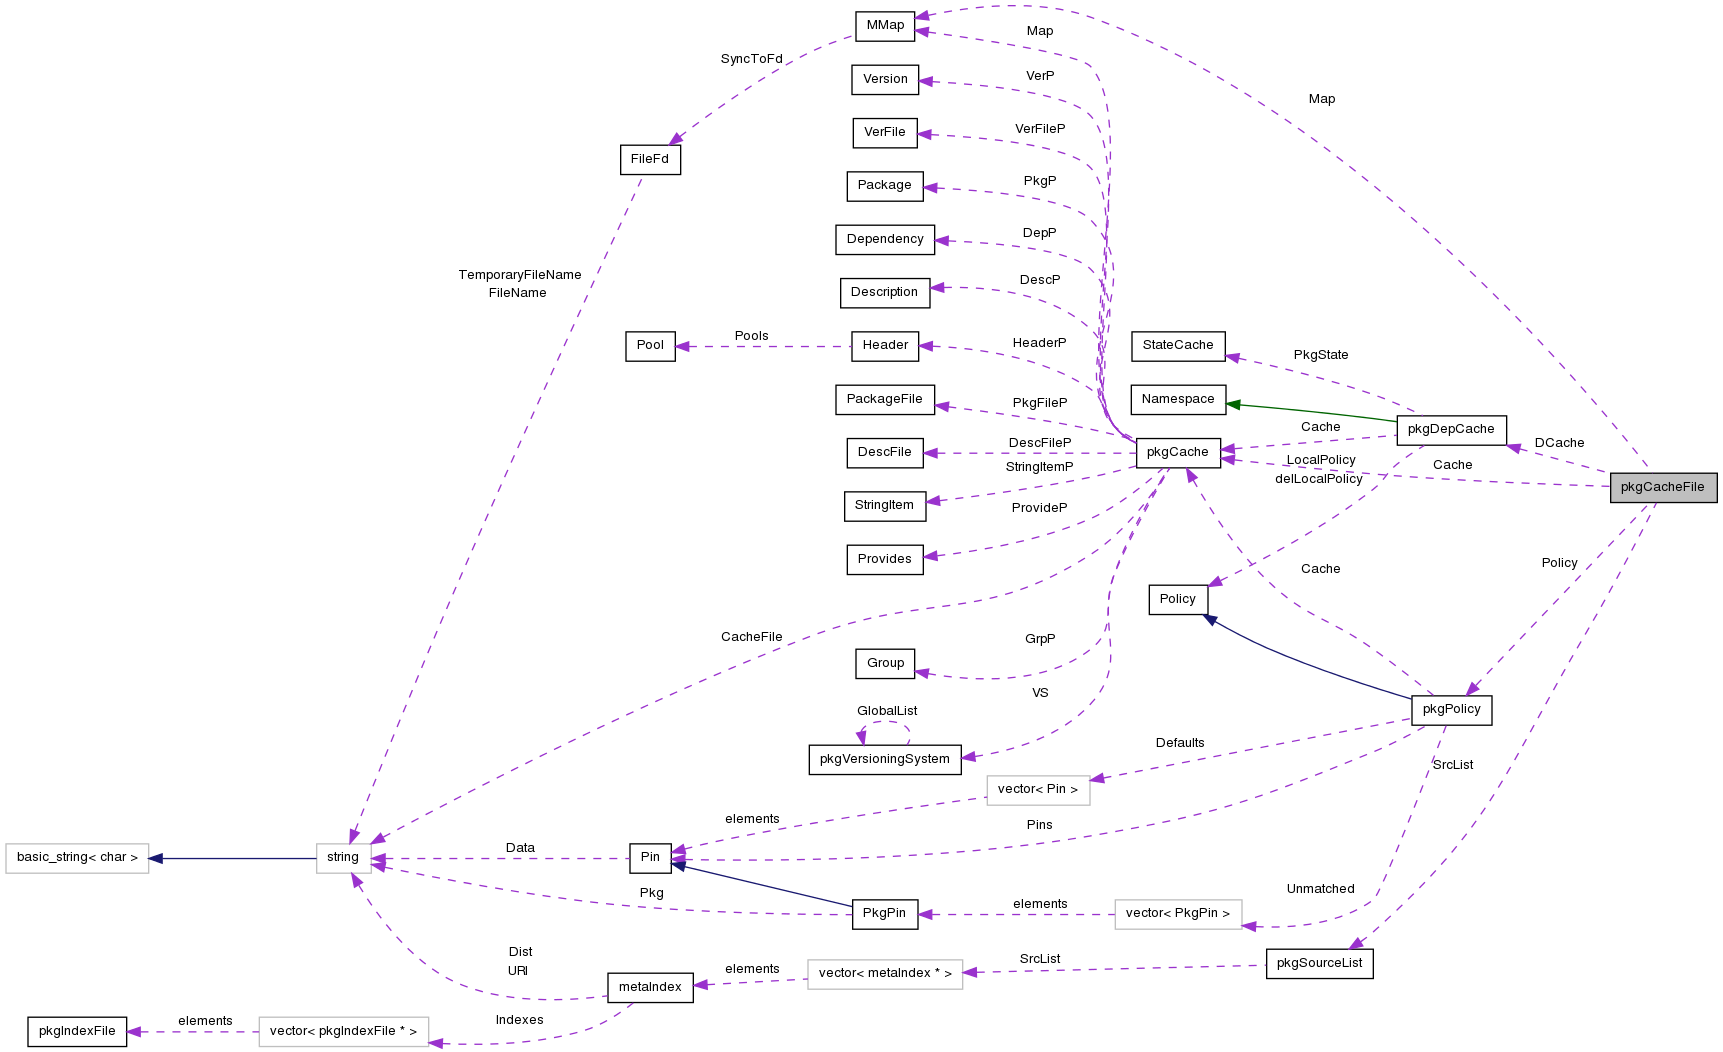 MMap
Map
SyncToFd
Version
VerP
Map
VerFile
VerFileP
FileFd
Package
PkgP
Dependency
DepP
TemporaryFileName
FileName
Description
DescP
Pool
Pools
Header
HeaderP
StateCache
PkgState
PackageFile
PkgFileP
Namespace
pkgDepCache
Cache
DescFile
DescFileP
pkgCache
DCache
LocalPolicy
delLocalPolicy
Cache
StringItemP
StringItem
pkgCacheFile
ProvideP
Provides
Cache
Policy
Policy
CacheFile
GrpP
Group
VS
GlobalList
pkgPolicy
pkgVersioningSystem
Defaults
SrcList
vector< Pin >
elements
Pins
basic_string< char >
string
Data
Pin
Pkg
Unmatched
PkgPin
elements
vector< PkgPin >
Dist
URI
SrcList
pkgSourceList
elements
vector< metaIndex * >
metaIndex
Indexes
pkgIndexFile
elements
vector< pkgIndexFile * >